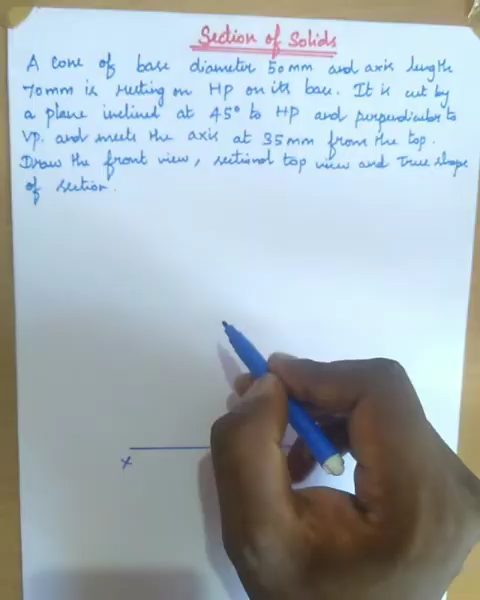 Section of Solids
A Cone of base diameter 50mm and axis length
70mm is resting on HP on its base. It is cut by
a plane inclined at 45° to HP and perpendicular to
VP. and meets the axis at 35mm from the top.
Draw the front view, sectional top view and True shape
of section.
X